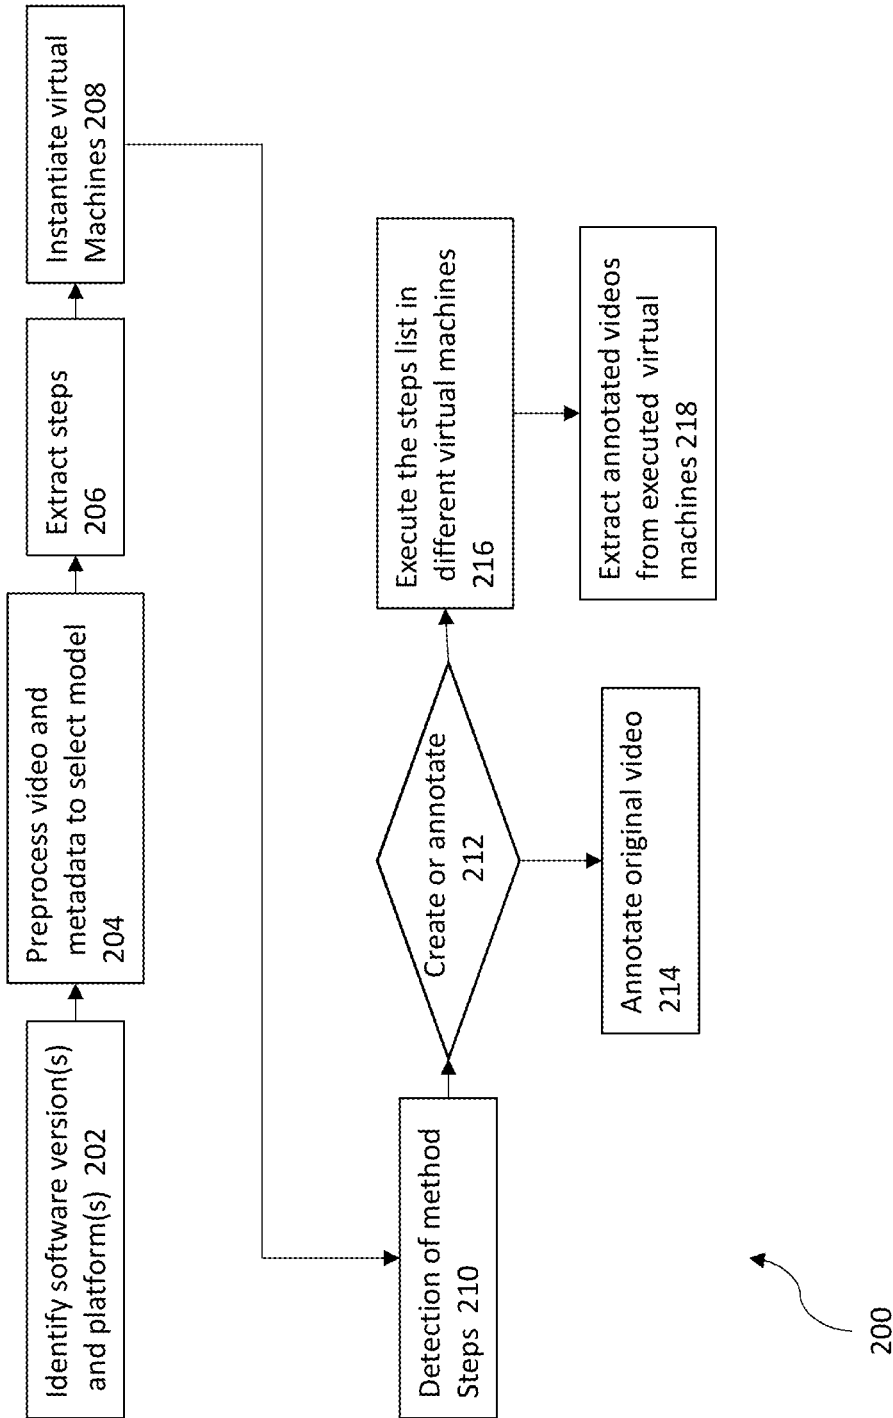 Identify software version(s)
and platform(s) 202
Preprocess video and
metadata to select model
204
Extract steps
206
Instantiate virtual
Machines 208
Detection of method
Steps 210
Create or annotate
212
Annotate original video
214
Execute the steps list in
different virtual machines
216
Extract annotated videos
from executed virtual
machines 218
200